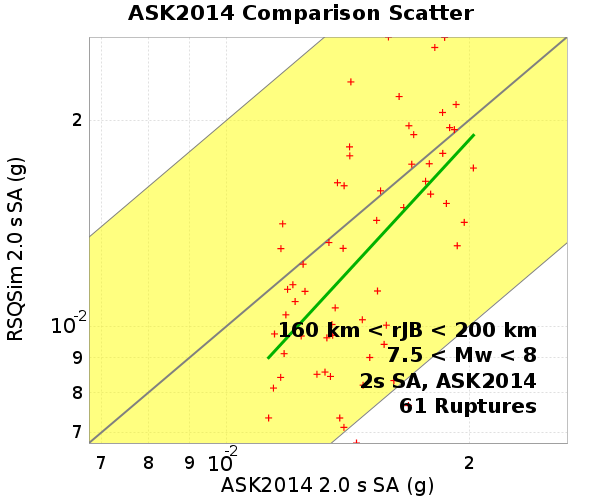 ASK2014 Comparison Scatter
RSQSim 2.0 s SA (g)
2
10-2
9
8
7
160 km < rJB < 200 km
7.5 < Mw < 8
2s SA, ASK2014
61 Ruptures
7 8 9 10-2 2
ASK2014 2.0 s SA (g)